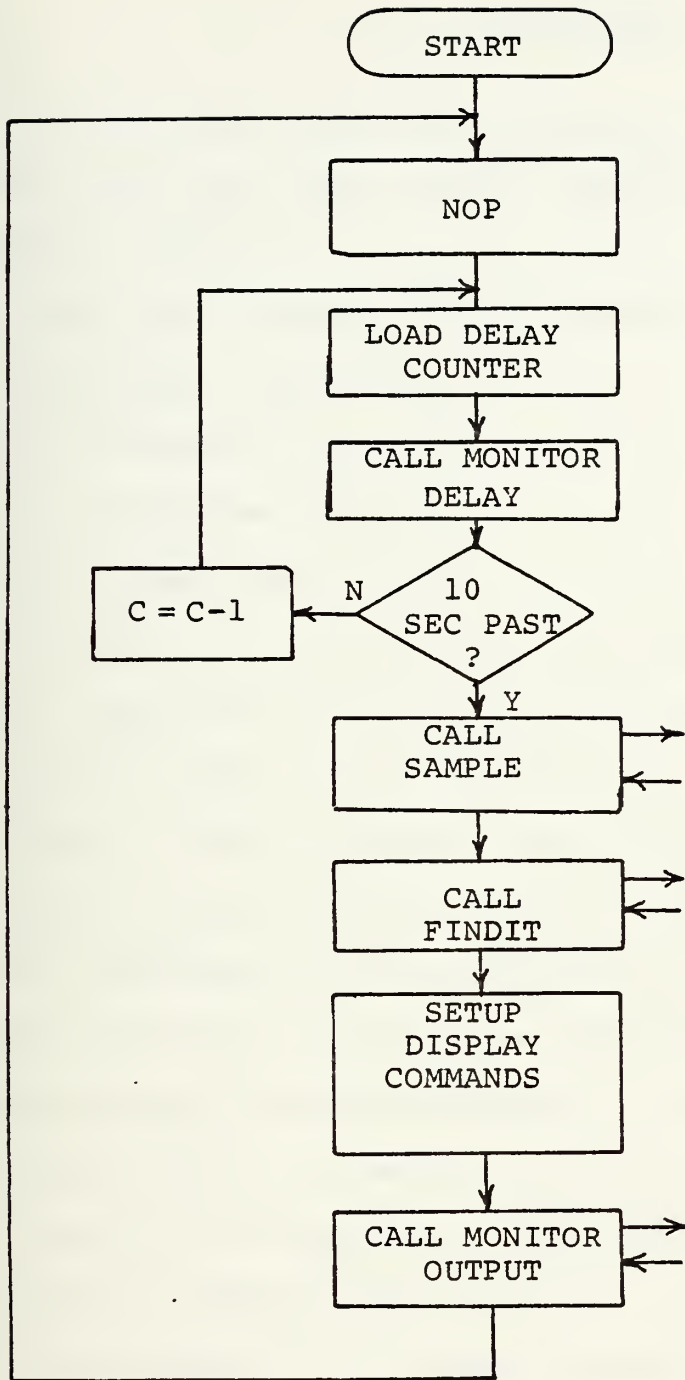 START
NOP
LOAD DELAY
COUNTER
CALL MONITOR
DELAY
10
SEC PAST
?
N
C = C-1
Y
CALL
SAMPLE
CALL
FINDIT
SETUP
DISPLAY
COMMANDS
CALL MONITOR
OUTPUT